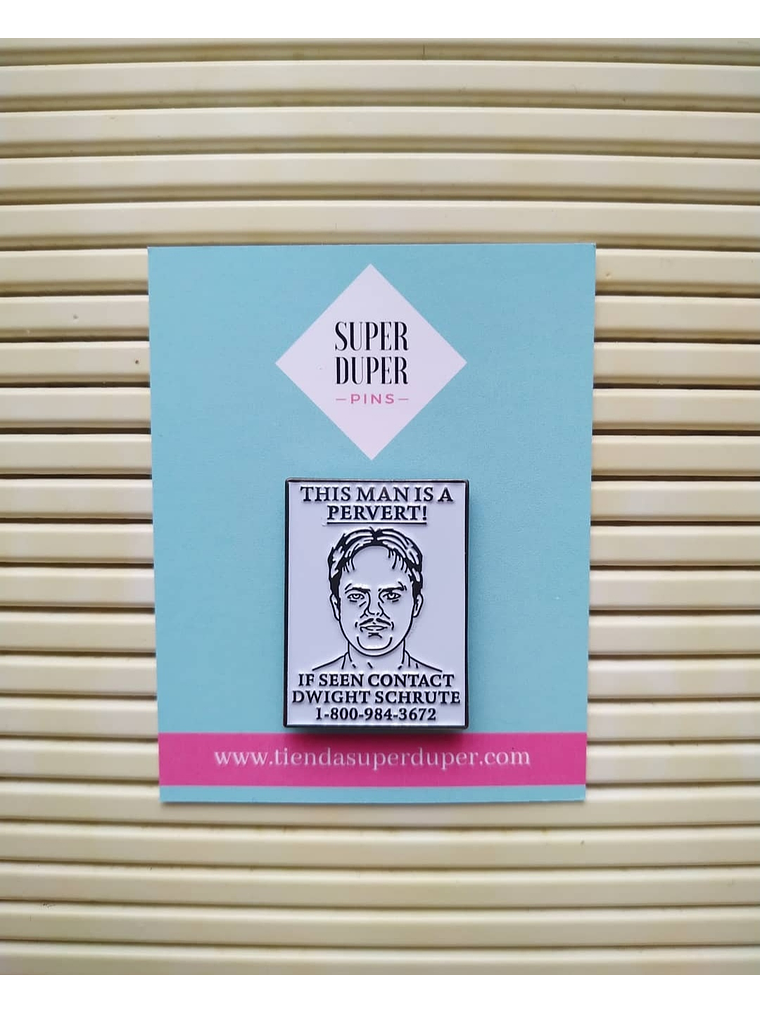 SUPER
DUPER
—PINS—
THIS MAN IS A
PERVERT!
IF SEEN CONTACT
DWIGHT SCHRUTE
1-800-984-3672
www.tiendasuperduper.com